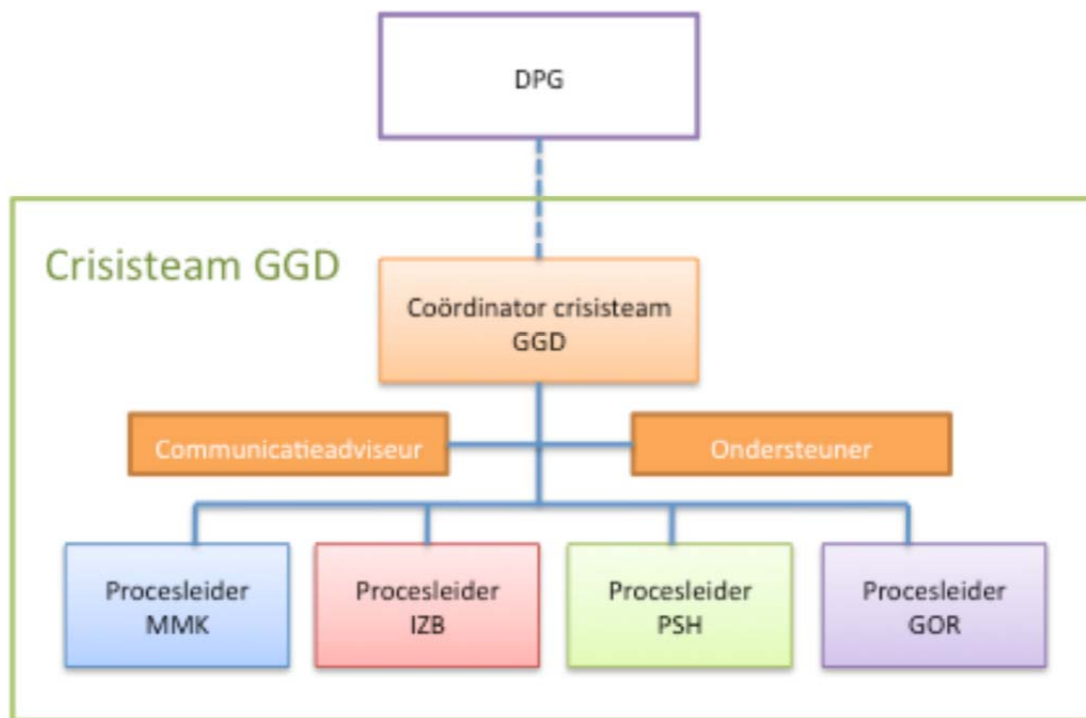 DPG
Crisisteam GGD
Coördinator crisisteam
GGD
Communicatieadviseur
Ondersteuner
Procesleider
MMK
Procesleider
IZB
Procesleider
PSH
Procesleider
GOR